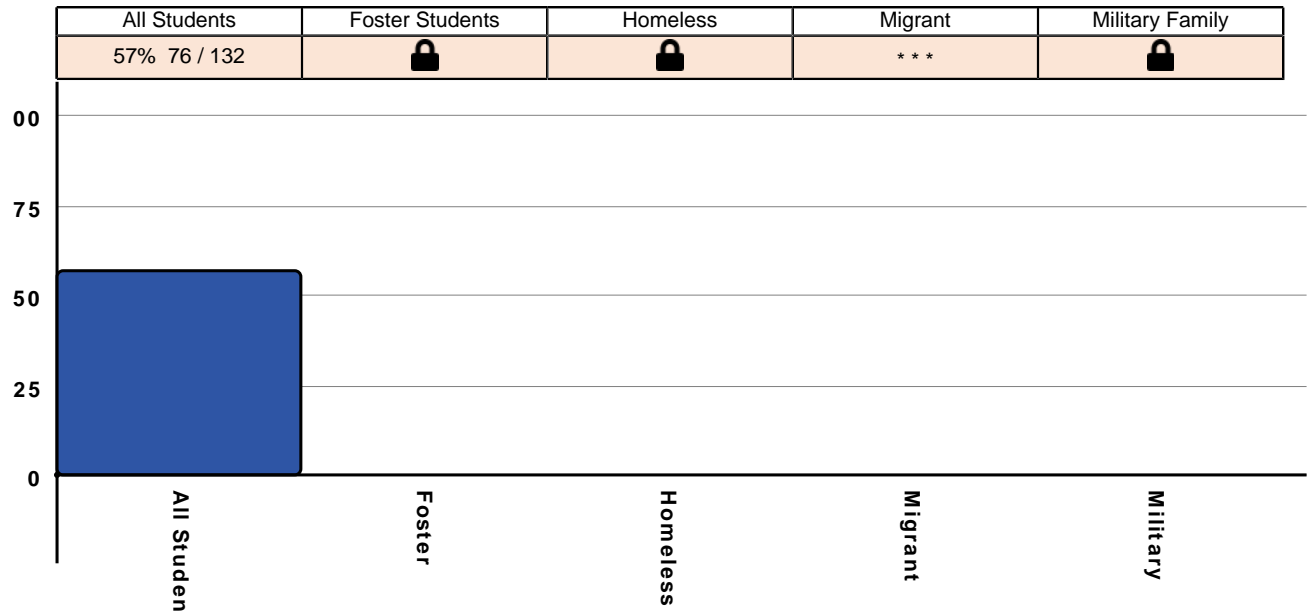 All Students Foster Students Homeless Migrant Military Family
57% 76 / 132 * * *
00
75
50
25
0
All Studen
Foster
Homeless
Migrant
Military